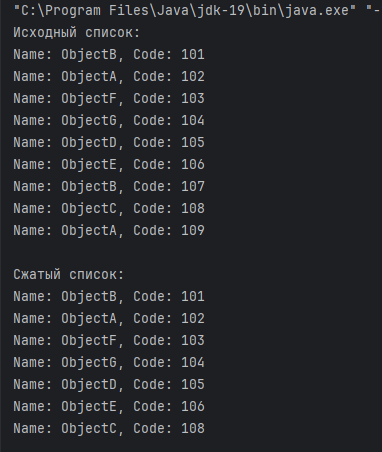 "C:\Program Files\Java\jdk-19\bin\java.exe" "-
Исходный список:
Name: ObjectB, Code: 101
Name: ObjectA, Code: 102
Name: ObjectF, Code: 103
Name: ObjectG, Code: 104
Name: ObjectD, Code: 105
Name: ObjectE, Code: 106
Name: ObjectB, Code: 107
Name: ObjectC, Code: 108
Name: ObjectA, Code: 109
Сжатый список:
Name: ObjectB, Code: 101
Name: ObjectA, Code: 102
Name: ObjectF, Code: 103
Name: ObjectG, Code: 104
Name: ObjectD, Code: 105
Name: ObjectE, Code: 106
Name: ObjectC, Code: 108